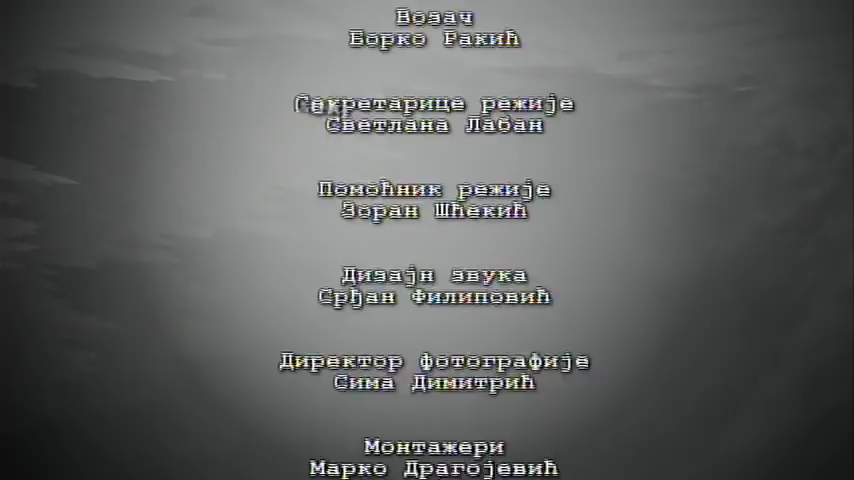 Возач
Борко Ракић
Секретарице режије
Светлана Лабан
Помоћник режије
Зоран Шћекић
Дизајн звука
Срђан Филиповић
Директор фотографије
Сима Димитрић
Монтажери
Марко Драгојевић